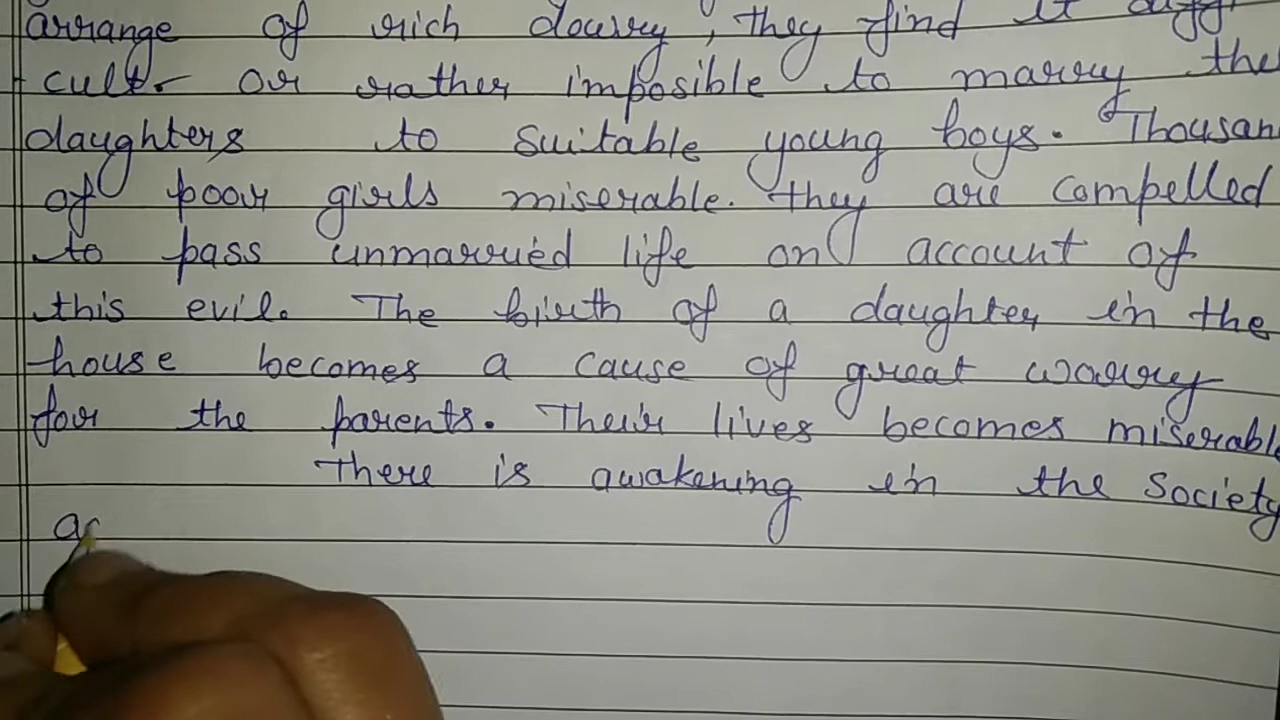 arrange of rich dowry, they find it diffi
cult or rather imposible to marry the
daughters to suitable young boys. Thousan
of poor girls miserable. they are compelled
to pass unmarried life on account of
this evil. The birth of a daughter in the
house becomes a cause of great worry
for the parents. Their lives becomes miserable
There is awakening in the society